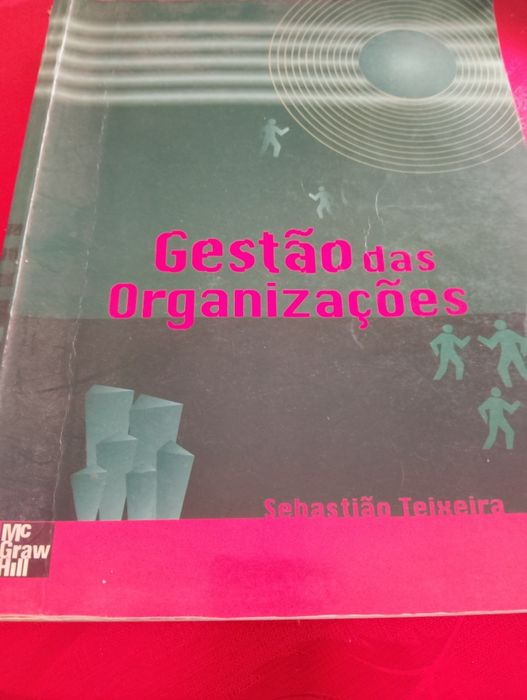 Gestão das
Organizações
Sebastião Teixeira
Mc
Graw
Hill